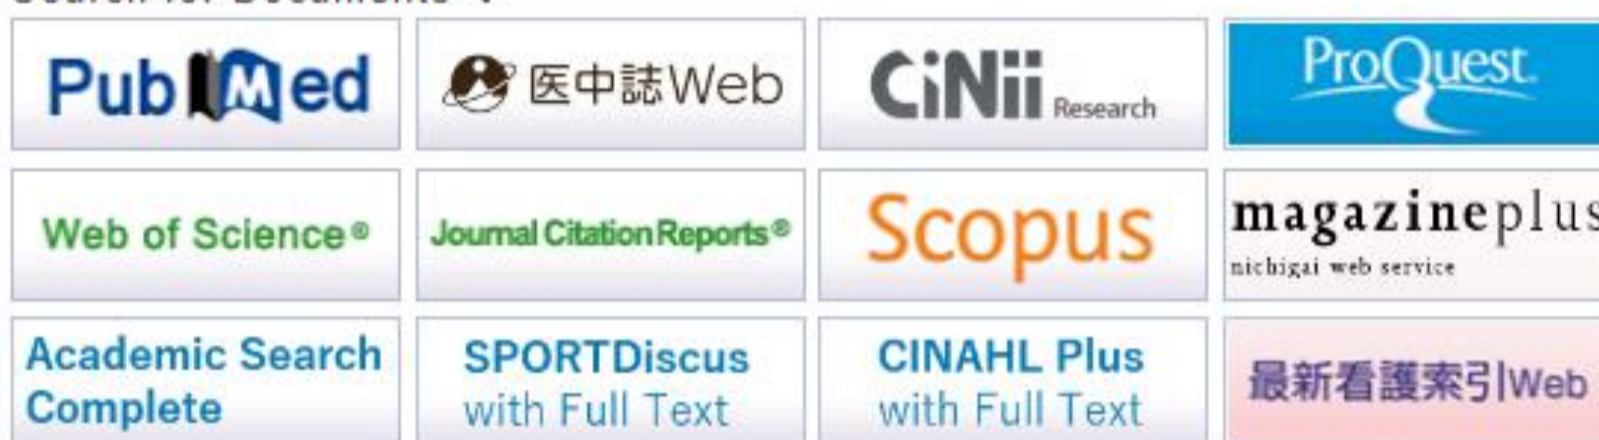 PubMed
医中誌Web
CiNii Research
ProQuest
Web of Science®
Journal Citation Reports®
Scopus
magazineplus
nichigai web service
Academic Search
Complete
SPORTDiscus
with Full Text
CINAHL Plus
with Full Text
最新看護索引Web